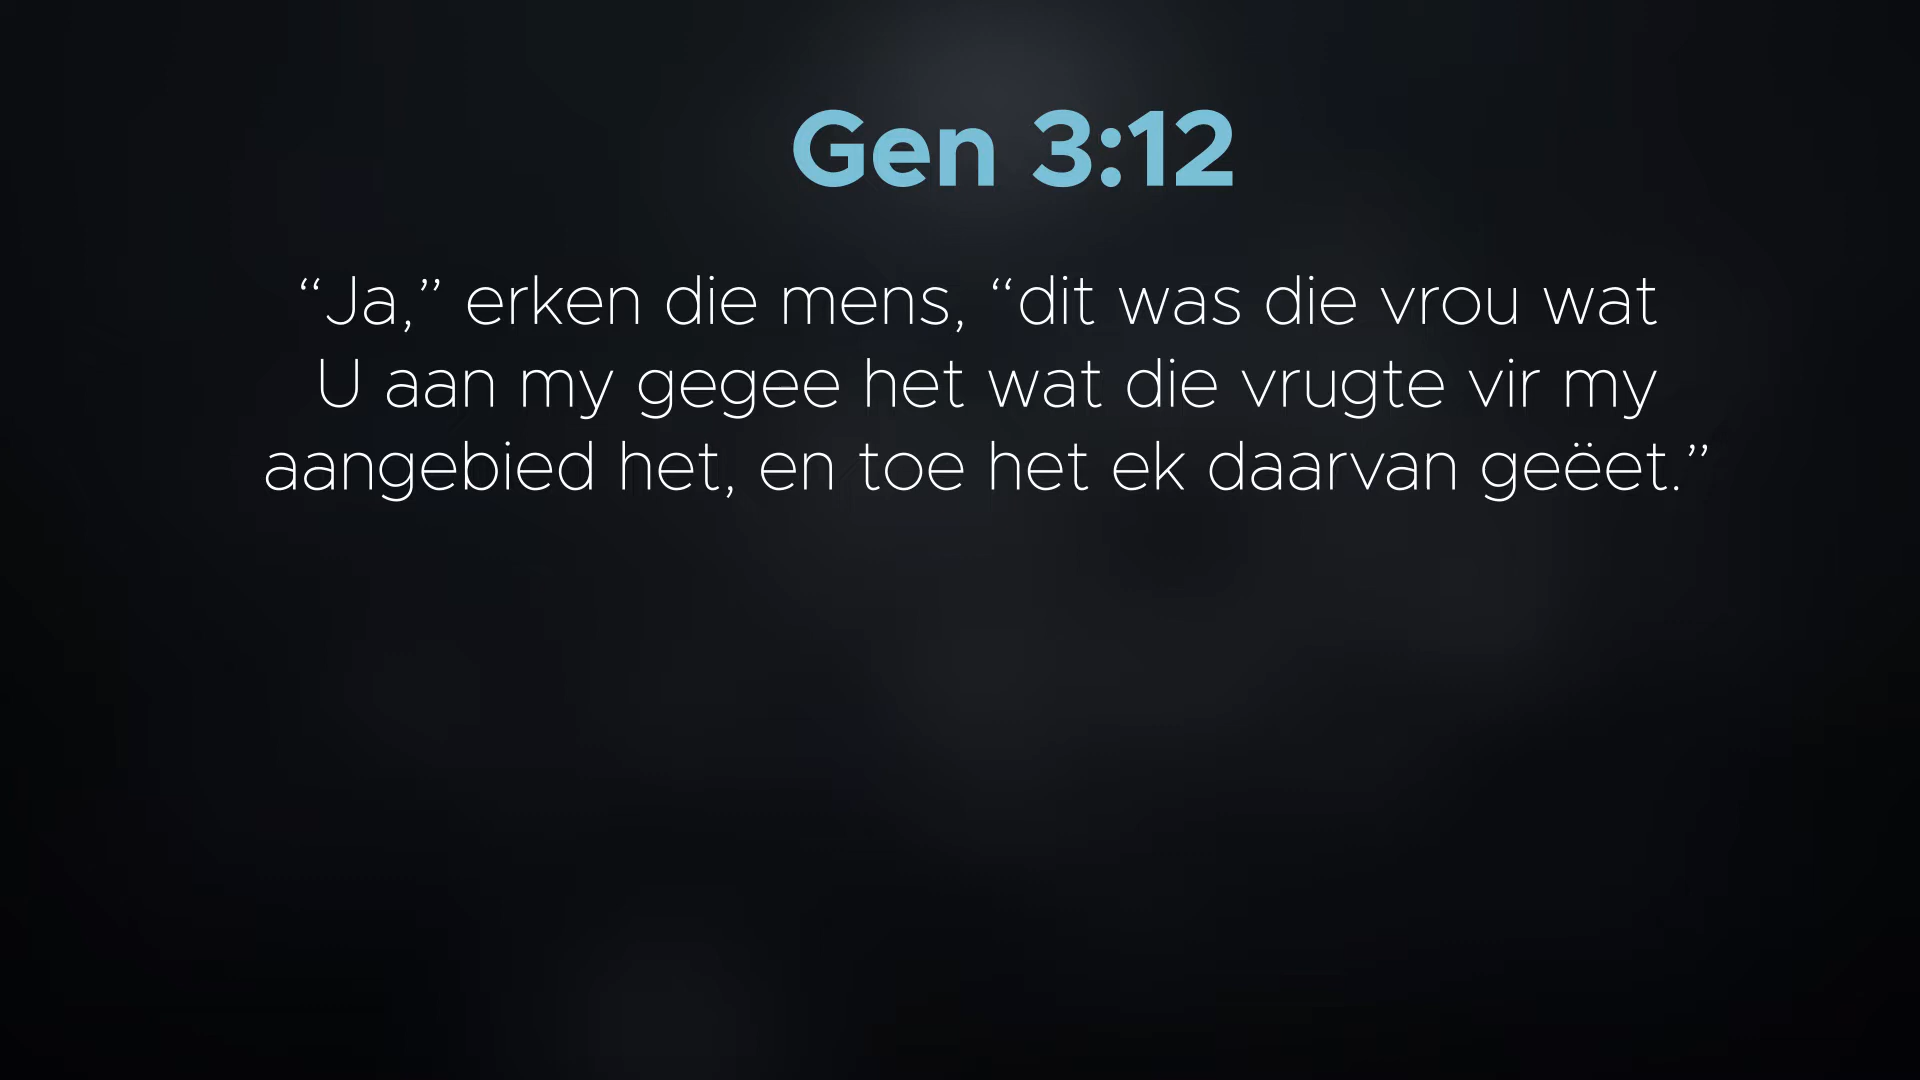 Gen 3:12
“Ja,” erken die mens, “dit was die vrou wat
U aan my gegee het wat die vrugte vir my
aangebied het, en toe het ek daarvan geëet.”